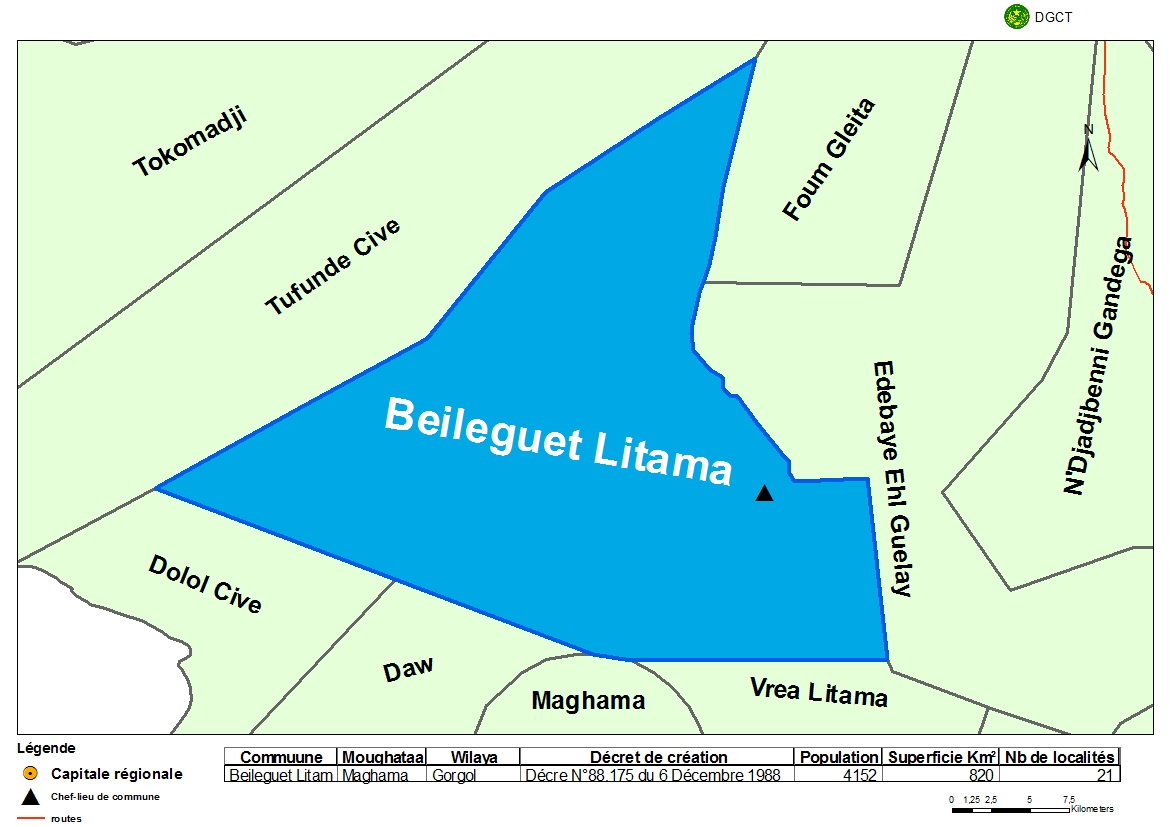 DGCT
Tokomadji
Foum Gleita
N
Tufunde Cive
N'Djadjbenni Gandega
Edebaye Ehl Guelay
Beileguet Litama
Dolol Cive
Daw
Maghama
Vrea Litama
Légende
Capitale régionale
Chef-lieu de commune
routes
Commuune Moughataa Wilaya Décret de création Population Superficie Km² Nb de localités
Beileguet Litam Maghama Gorgol Décre N°88.175 du 6 Décembre 1988 4152 820 21
0 1,25 2,5 5 7,5
Kilometers